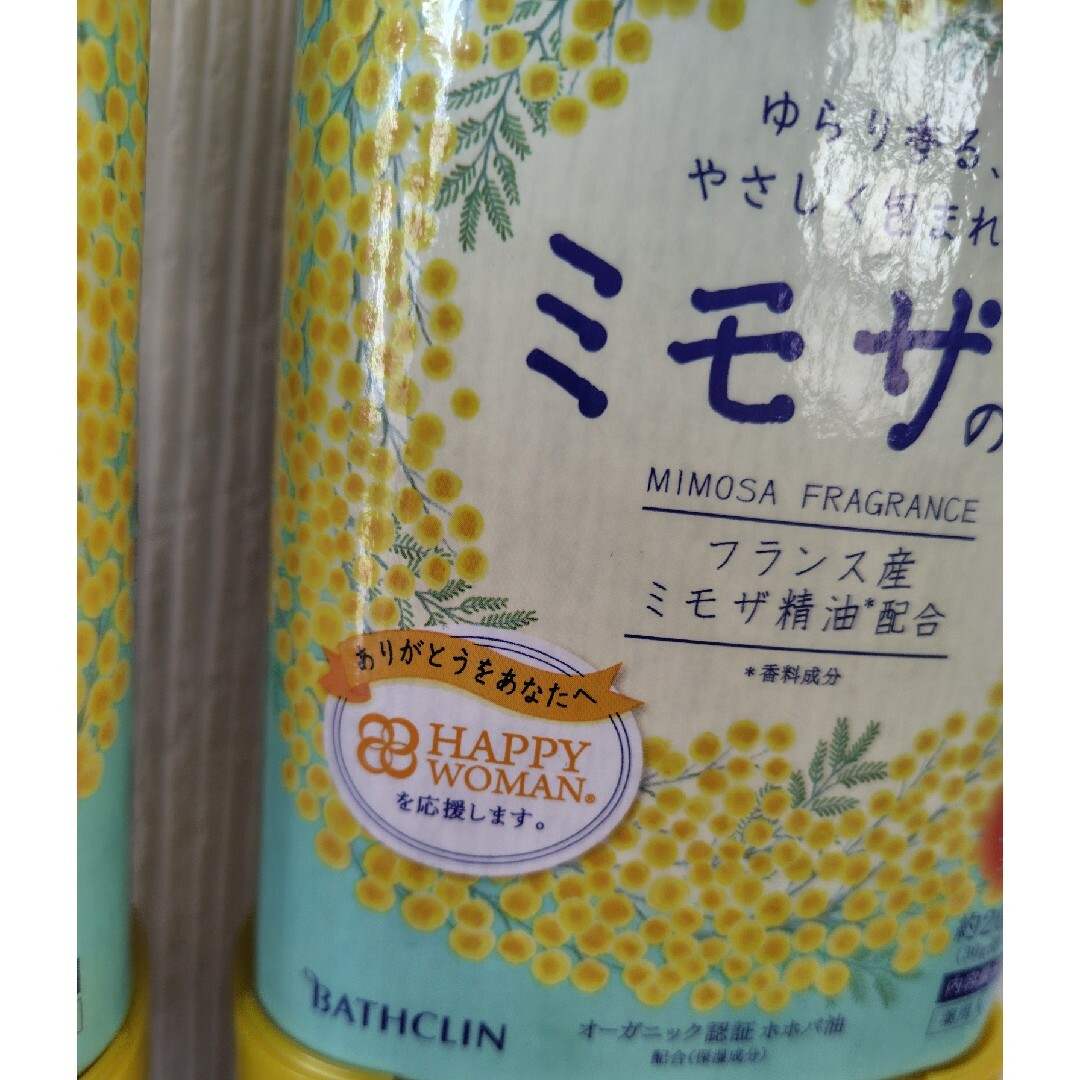 ゆらり香る、
やさしく包まれ
ミモザの
MIMOSA FRAGRANCE
フランス産
ミモザ精油*配合
*香料成分
ありがとうをあなたへ
HAPPY
WOMAN®
を応援します。
BATHCLIN
オーガニック認証ホホバ油
配合(保湿成分)